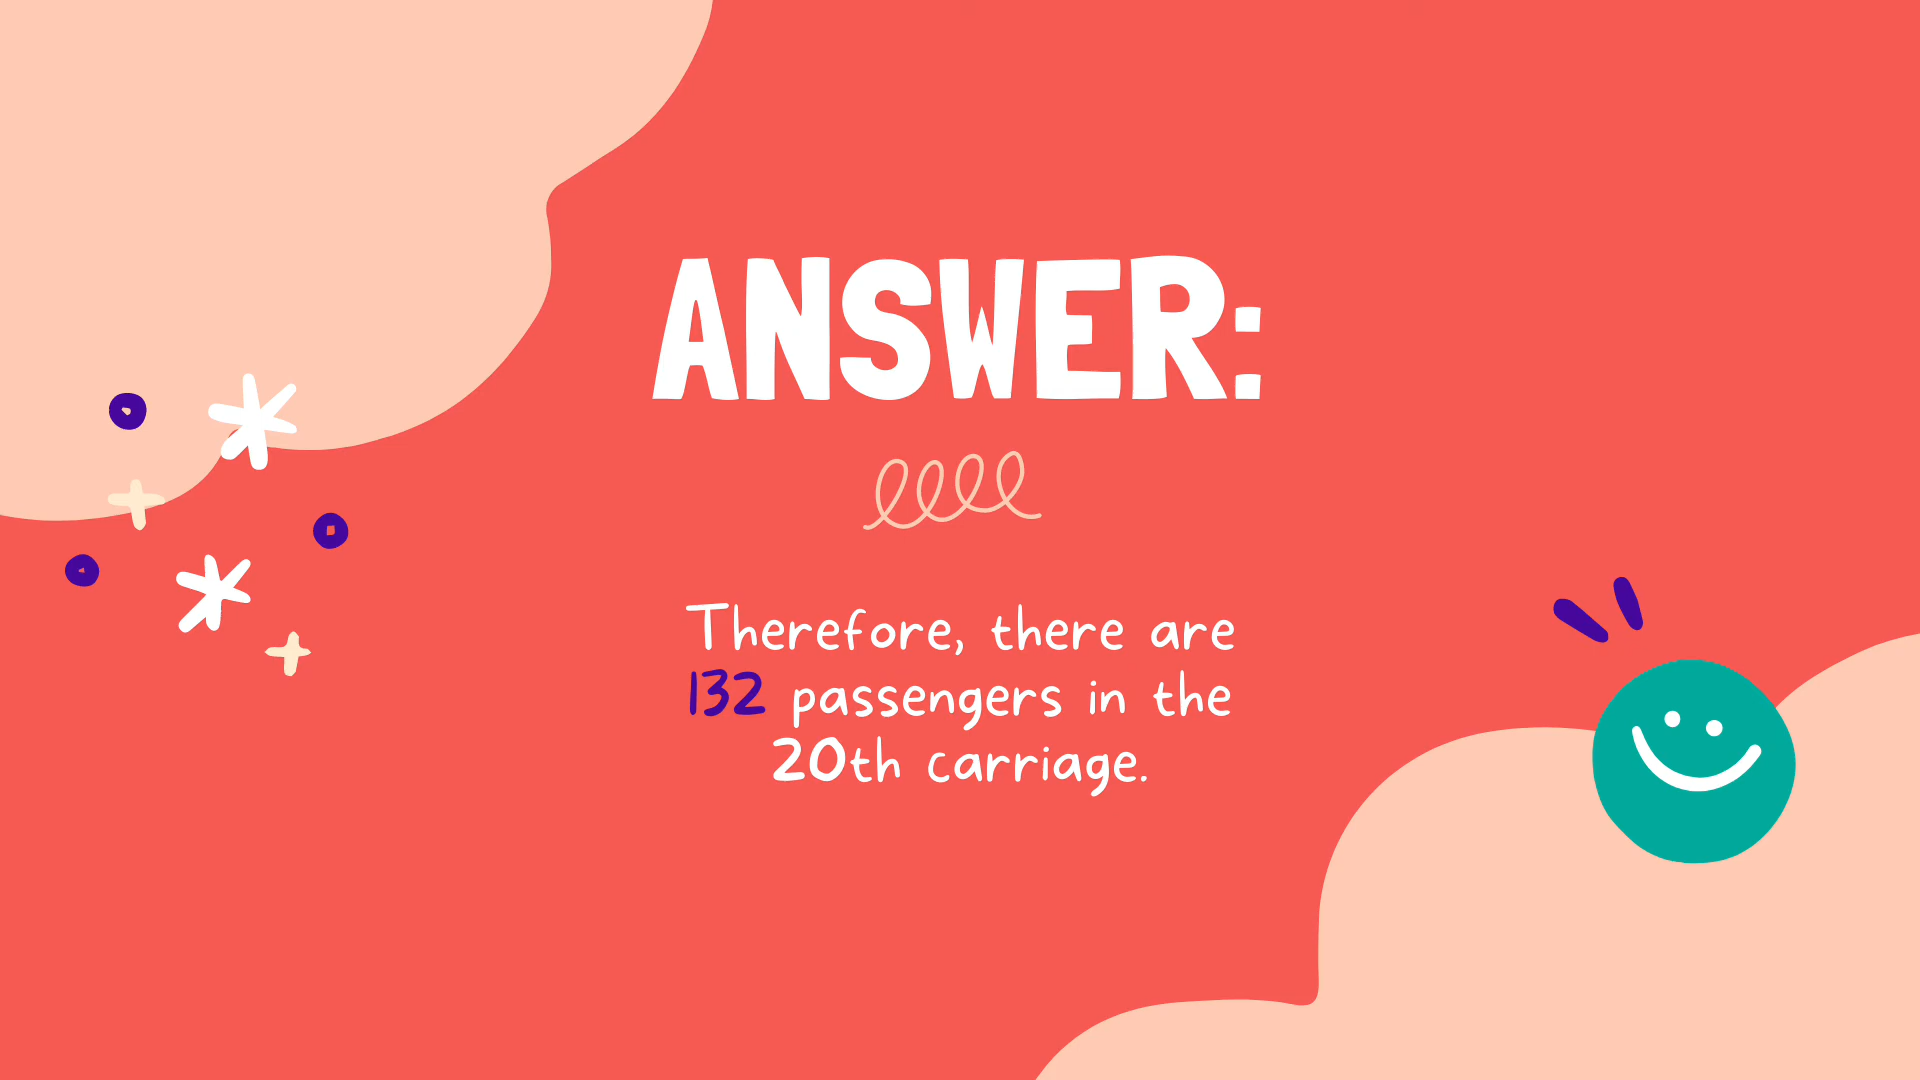 ANSWER:
Therefore, there are
132 passengers in the
20th carriage.